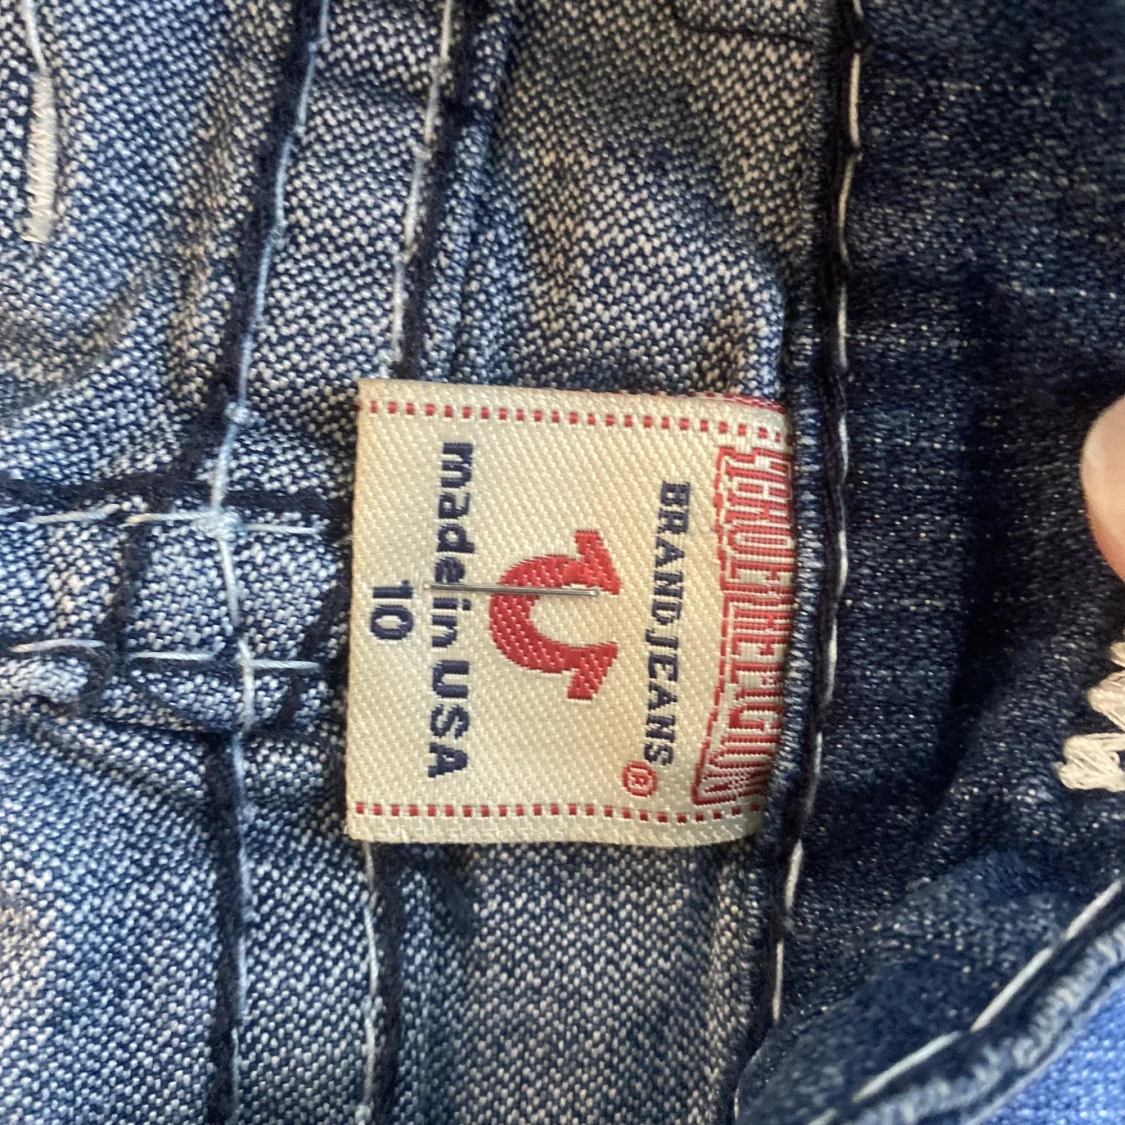 TRUE RELIGION
BRAND JEANS ®
made in USA
10